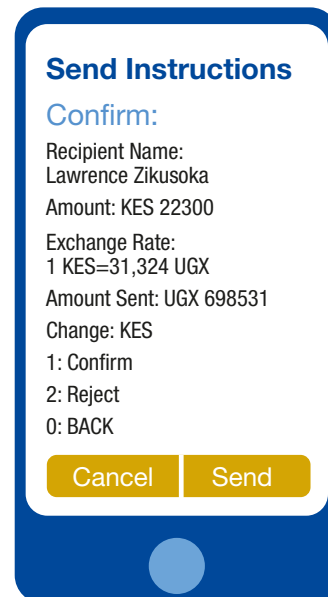 Send Instructions
Confirm:
Recipient Name:
Lawrence Zikusoka
Amount: KES 22300
Exchange Rate:
1 KES=31,324 UGX
Amount Sent: UGX 698531
Change: KES
1: Confirm
2: Reject
0: BACK
Cancel Send